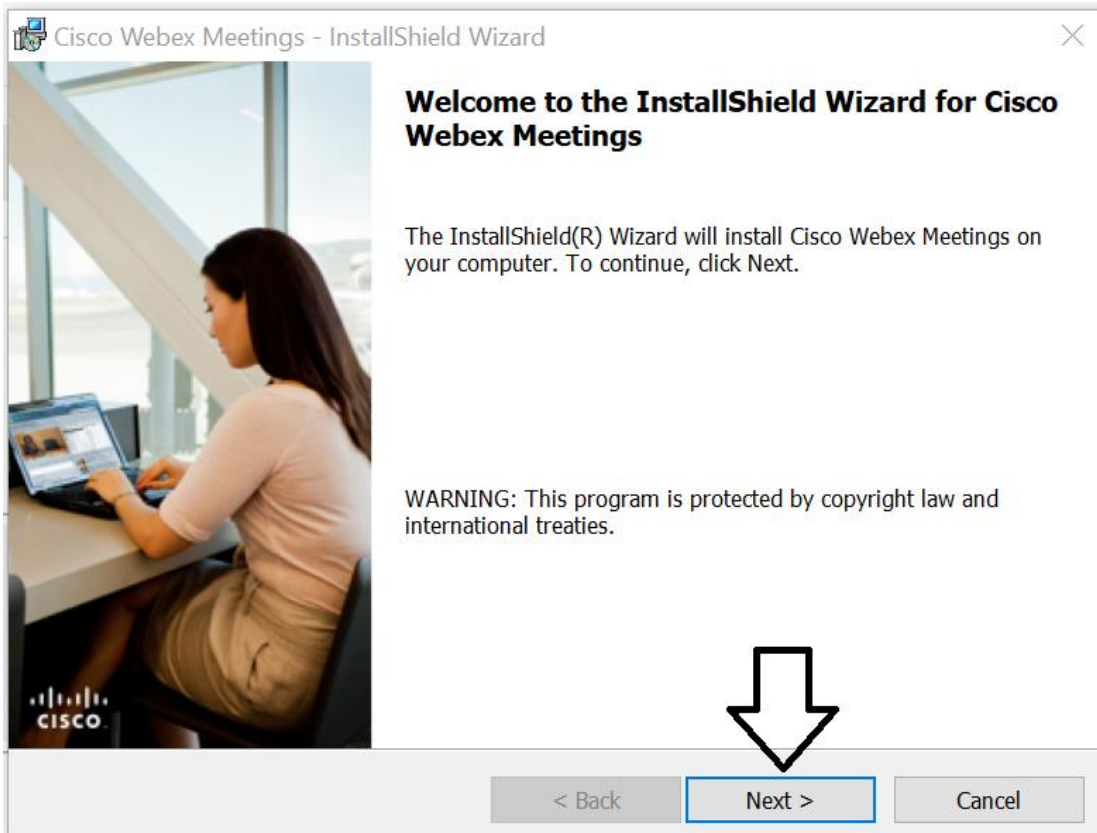 Cisco Webex Meetings - InstallShield Wizard
Welcome to the InstallShield Wizard for Cisco
Webex Meetings
The InstallShield(R) Wizard will install Cisco Webex Meetings on
your computer. To continue, click Next.
WARNING: This program is protected by copyright law and
international treaties.
CISCO
< Back
Next >
Cancel